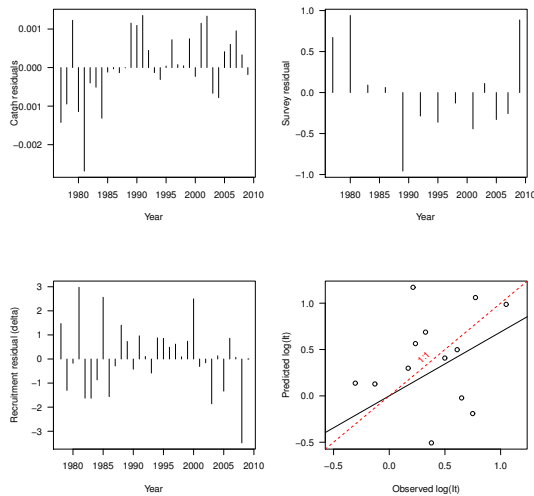 Catch residuals
0.001
0.000
−0.001
−0.002
1980 1985 1990 1995 2000 2005 2010
Year
Survey residual
1.0
0.5
0.0
−0.5
−1.0
1980 1985 1990 1995 2000 2005 2010
Year
Recruitment residual (delta)
3
2
1
0
−1
−2
−3
1980 1985 1990 1995 2000 2005 2010
Year
Predicted log(It)
1.0
0.5
0.0
−0.5
1:1
−0.5 0.0 0.5 1.0
Observed log(It)